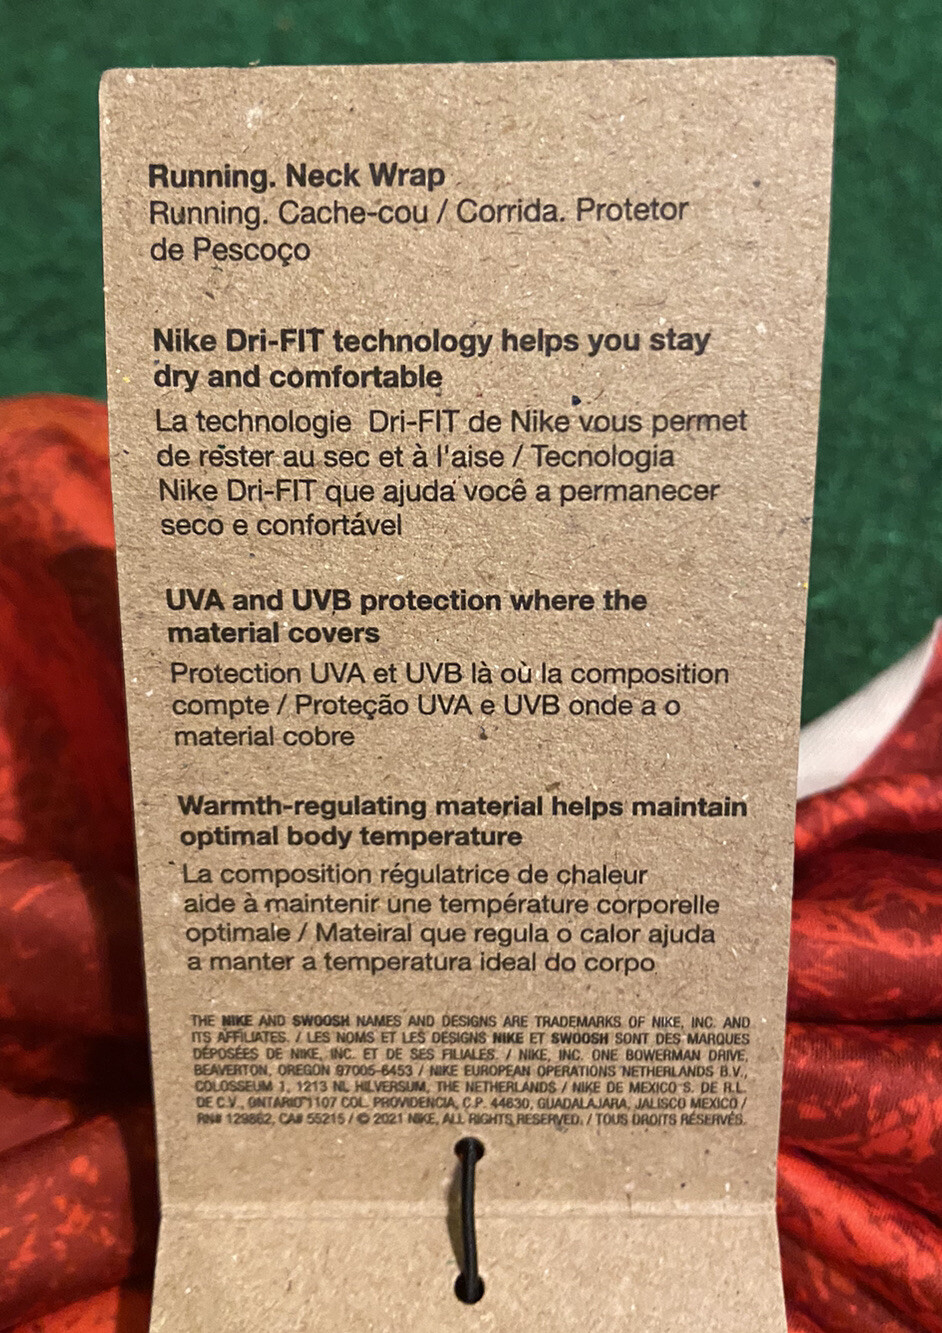 Running. Neck Wrap
Running. Cache-cou / Corrida. Protetor
de Pescoço
Nike Dri-FIT technology helps you stay
dry and comfortable
La technologie Dri-FIT de Nike vous permet
de rester au sec et à l'aise / Tecnologia
Nike Dri-FIT que ajuda você a permanecer
seco e confortável
UVA and UVB protection where the
material covers
Protection UVA et UVB là où la composition
compte / Proteção UVA e UVB onde a o
material cobre
Warmth-regulating material helps maintain
optimal body temperature
La composition régulatrice de chaleur
aide à maintenir une température corporelle
optimale / Mateiral que regula o calor ajuda
a manter a temperatura ideal do corpo
THE NIKE AND SWOOSH NAMES AND DESIGNS ARE TRADEMARKS OF NIKE, INC. AND
ITS AFFILIATES. / LES NOMS ET LES DESIGNS NIKE ET SWOOSH SONT DES MARQUES
DÉPOSÉES DE NIKE, INC. ET DE SES FILIALES. / NIKE, INC. ONE BOWERMAN DRIVE,
BEAVERTON, OREGON 97005-6453 / NIKE EUROPEAN OPERATIONS NETHERLANDS B.V.,
COLOSSEUM 1, 1213 NL HILVERSUM, THE NETHERLANDS / NIKE DE MEXICO S. DE R.L.
DE C.V., ONTARIO 1107 COL. PROVIDENCIA, C.P. 44630, GUADALAJARA, JALISCO MEXICO /
RN# 129862, CA# 55215 / © 2021 NIKE, ALL RIGHTS RESERVED. / TOUS DROITS RÉSERVÉS.